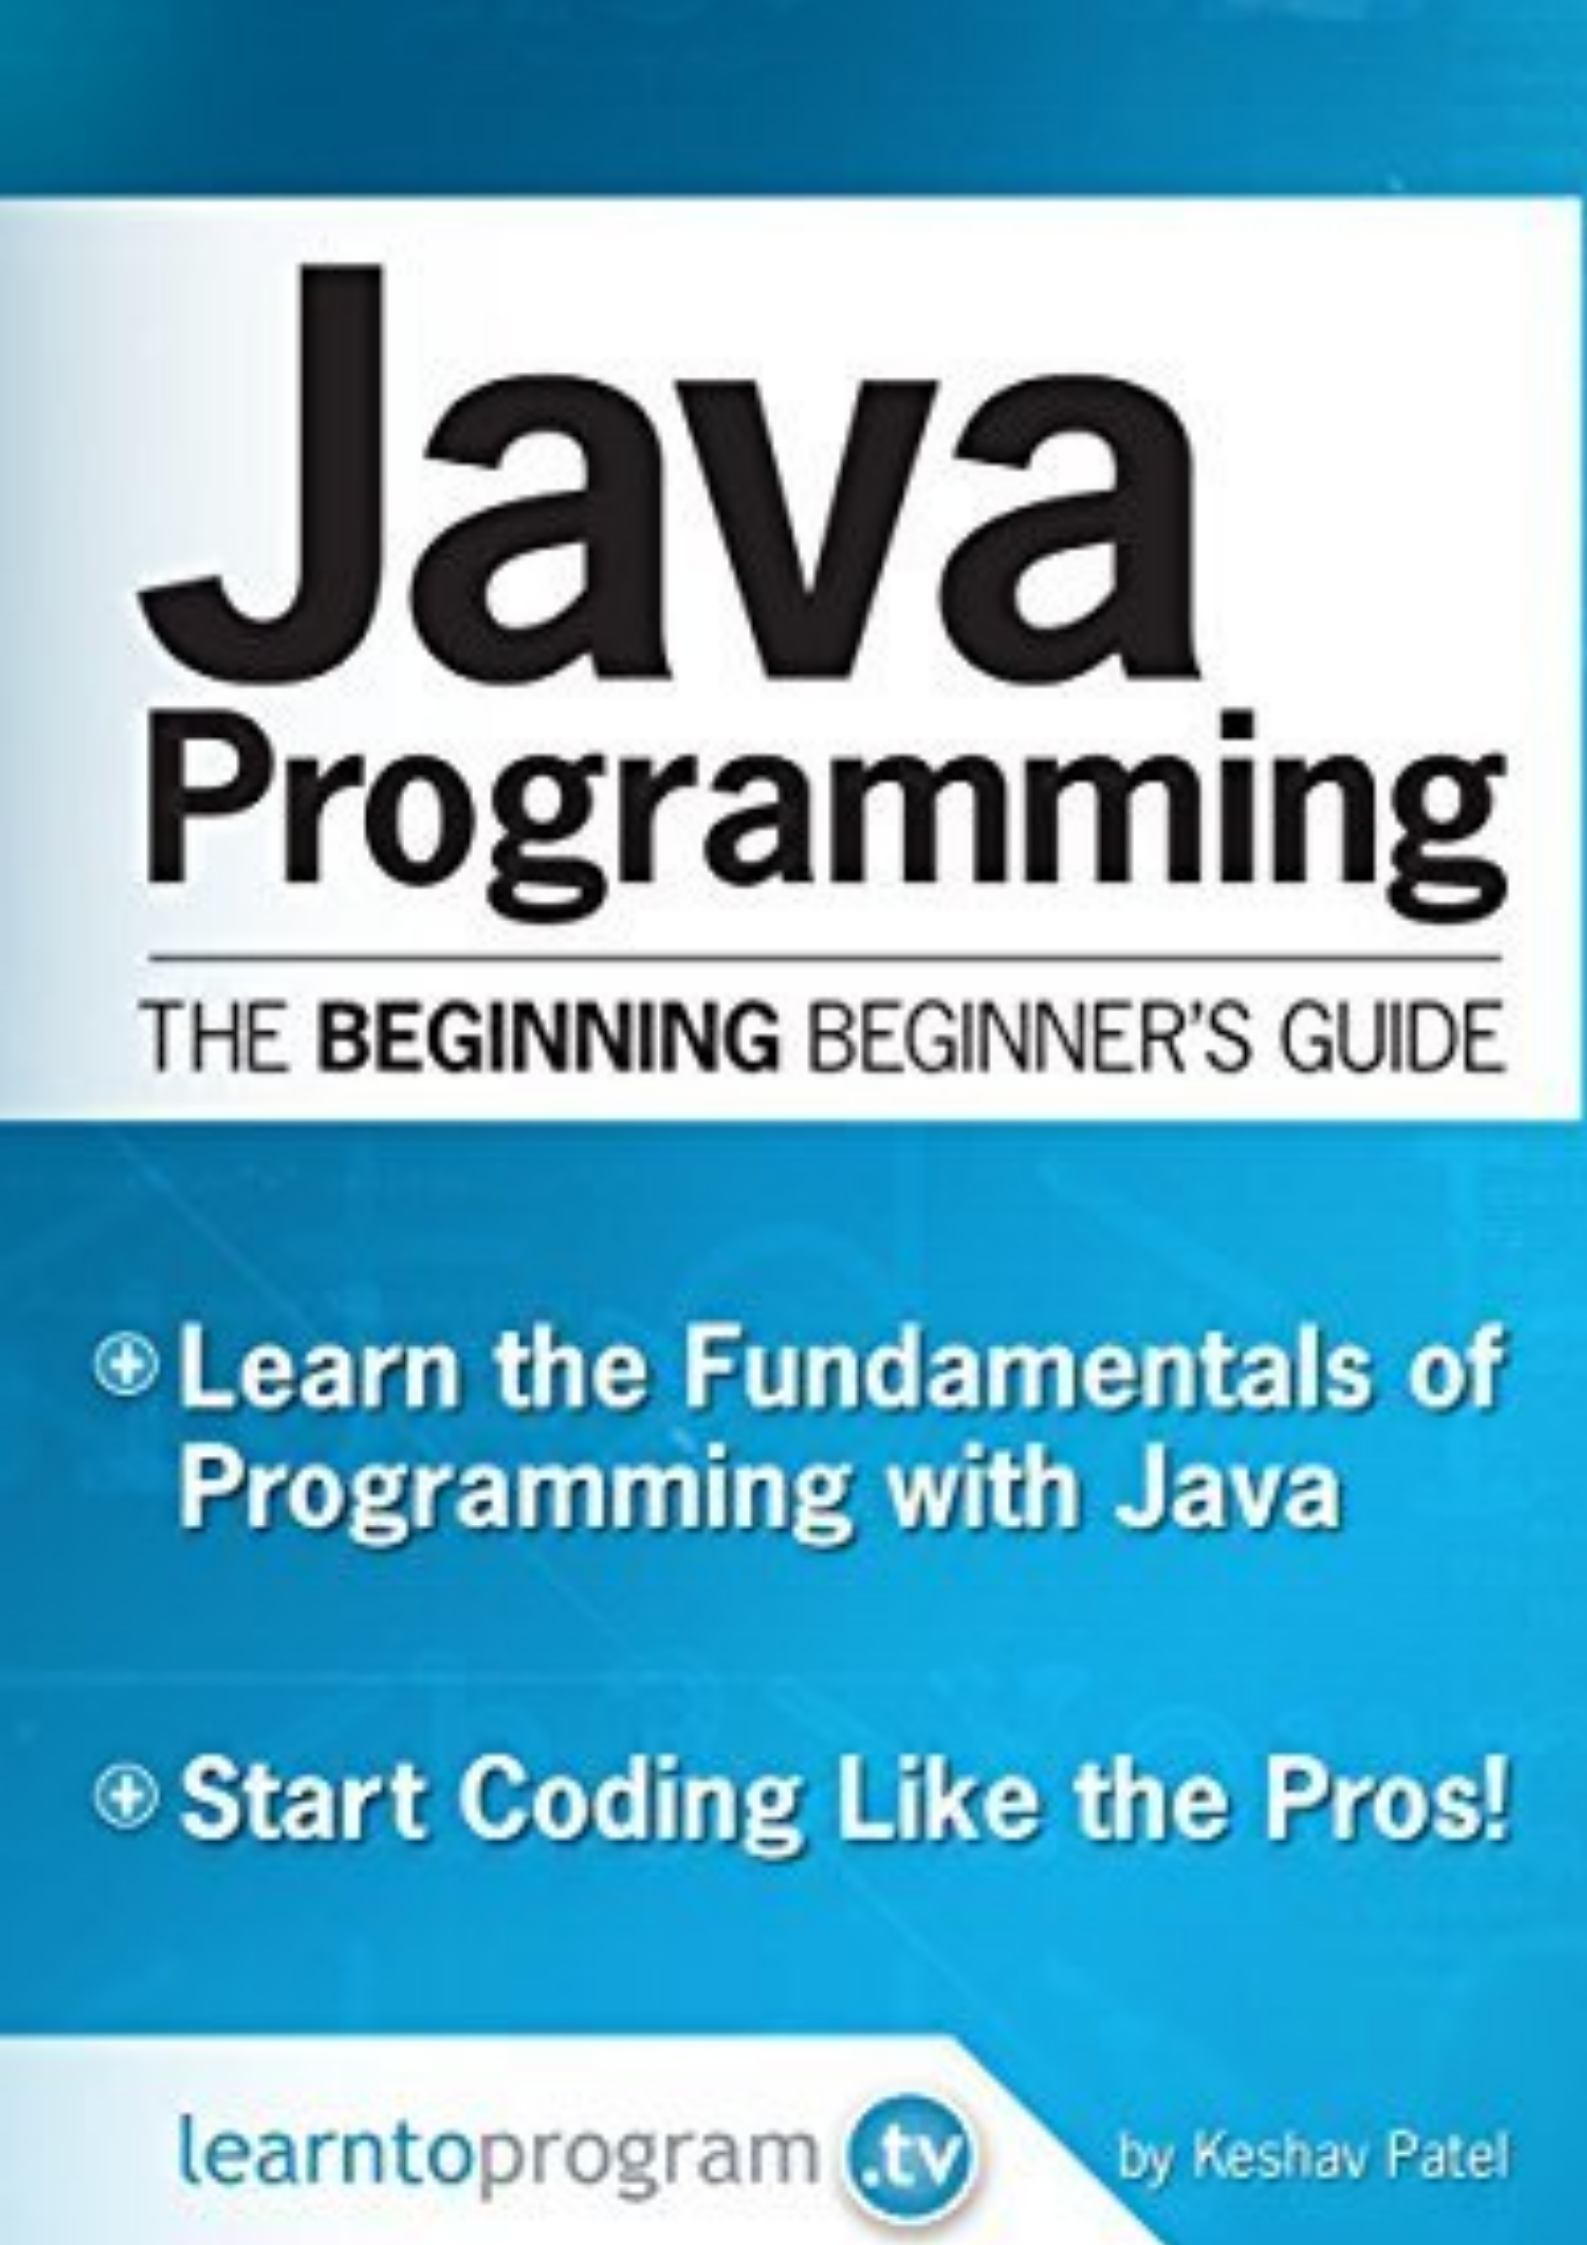 Java
Programming
THE BEGINNING BEGINNER'S GUIDE
Learn the Fundamentals of
Programming with Java
Start Coding Like the Pros!
learntoprogram.tv
by Keshav Patel